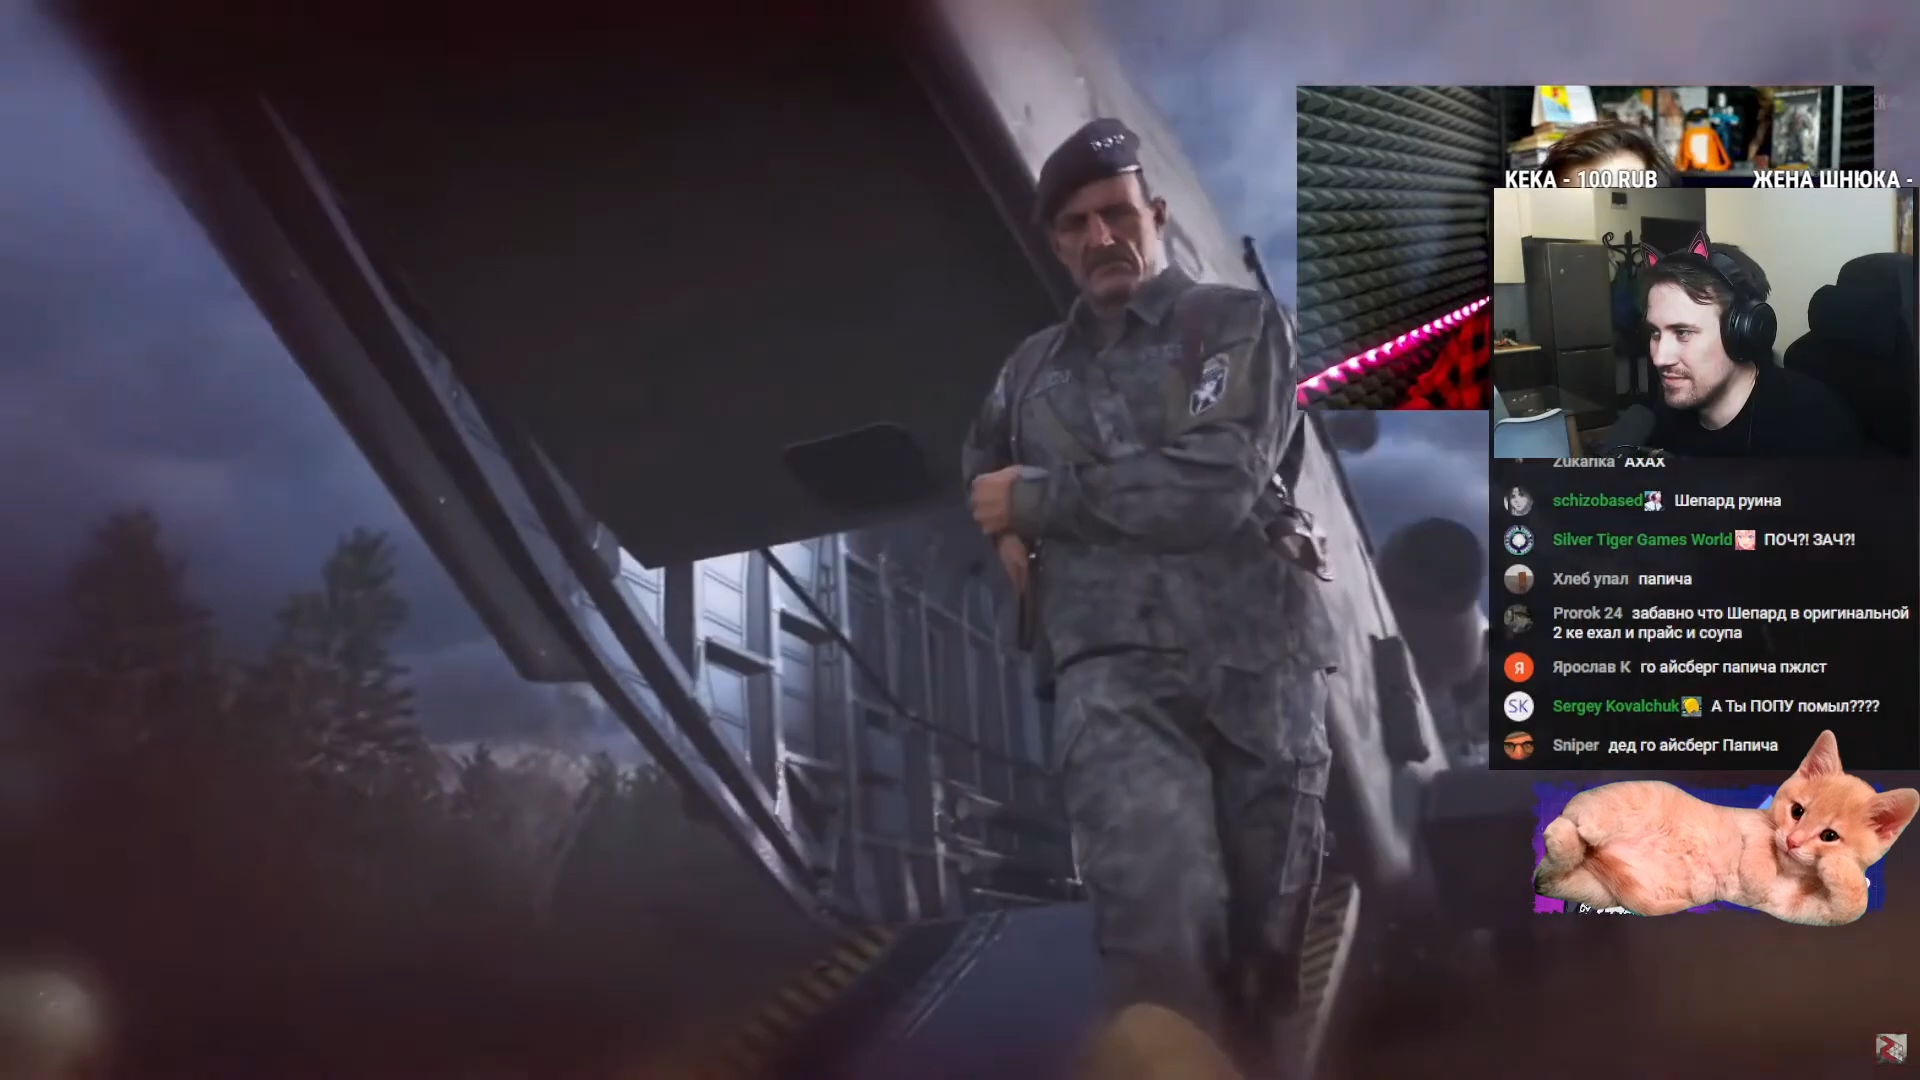 КЕКА - 100 RUB
ЖЕНА ШНЮКА -
Zukarika АХАХ
schizobased Шепард руина
Silver Tiger Games World ПОЧ?! ЗАЧ?!
Хлеб упал папича
Prorok 24 забавно что Шепард в оригинальной
2 ке ехал и прайс и соупа
Я
Ярослав К го айсберг папича пжлст
SK
Sergey Kovalchuk А Ты ПОПУ помыл????
Sniper дед го айсберг Папича